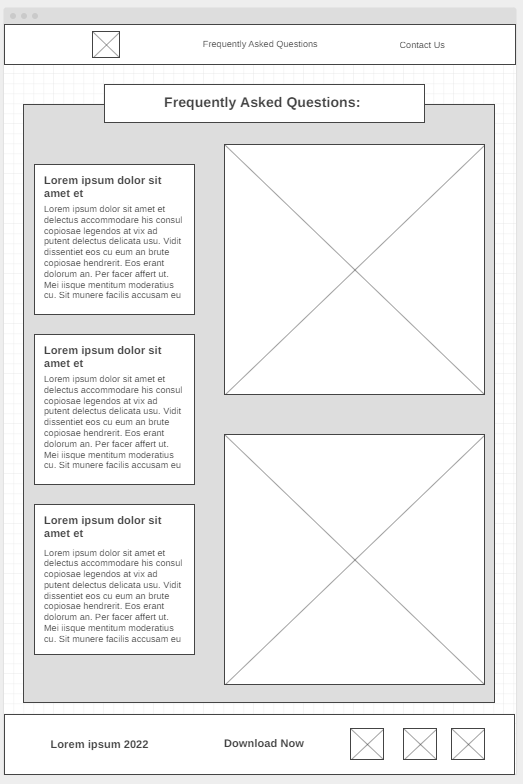 Frequently Asked Questions
Contact Us
Frequently Asked Questions:
Lorem ipsum dolor sit
amet et
Lorem ipsum dolor sit amet et
delectus accommodare his consul
copiosae legendos at vix ad
putent delectus delicata usu. Vidit
dissentiet eos cu eum an brute
copiosae hendrerit. Eos erant
dolorum an. Per facer affert ut.
Mei iisque mentitum moderatius
cu. Sit munere facilis accusam eu
Lorem ipsum dolor sit
amet et
Lorem ipsum dolor sit amet et
delectus accommodare his consul
copiosae legendos at vix ad
putent delectus delicata usu. Vidit
dissentiet eos cu eum an brute
copiosae hendrerit. Eos erant
dolorum an. Per facer affert ut.
Mei iisque mentitum moderatius
cu. Sit munere facilis accusam eu
Lorem ipsum dolor sit
amet et
Lorem ipsum dolor sit amet et
delectus accommodare his consul
copiosae legendos at vix ad
putent delectus delicata usu. Vidit
dissentiet eos cu eum an brute
copiosae hendrerit. Eos erant
dolorum an. Per facer affert ut.
Mei iisque mentitum moderatius
cu. Sit munere facilis accusam eu
Lorem ipsum 2022
Download Now